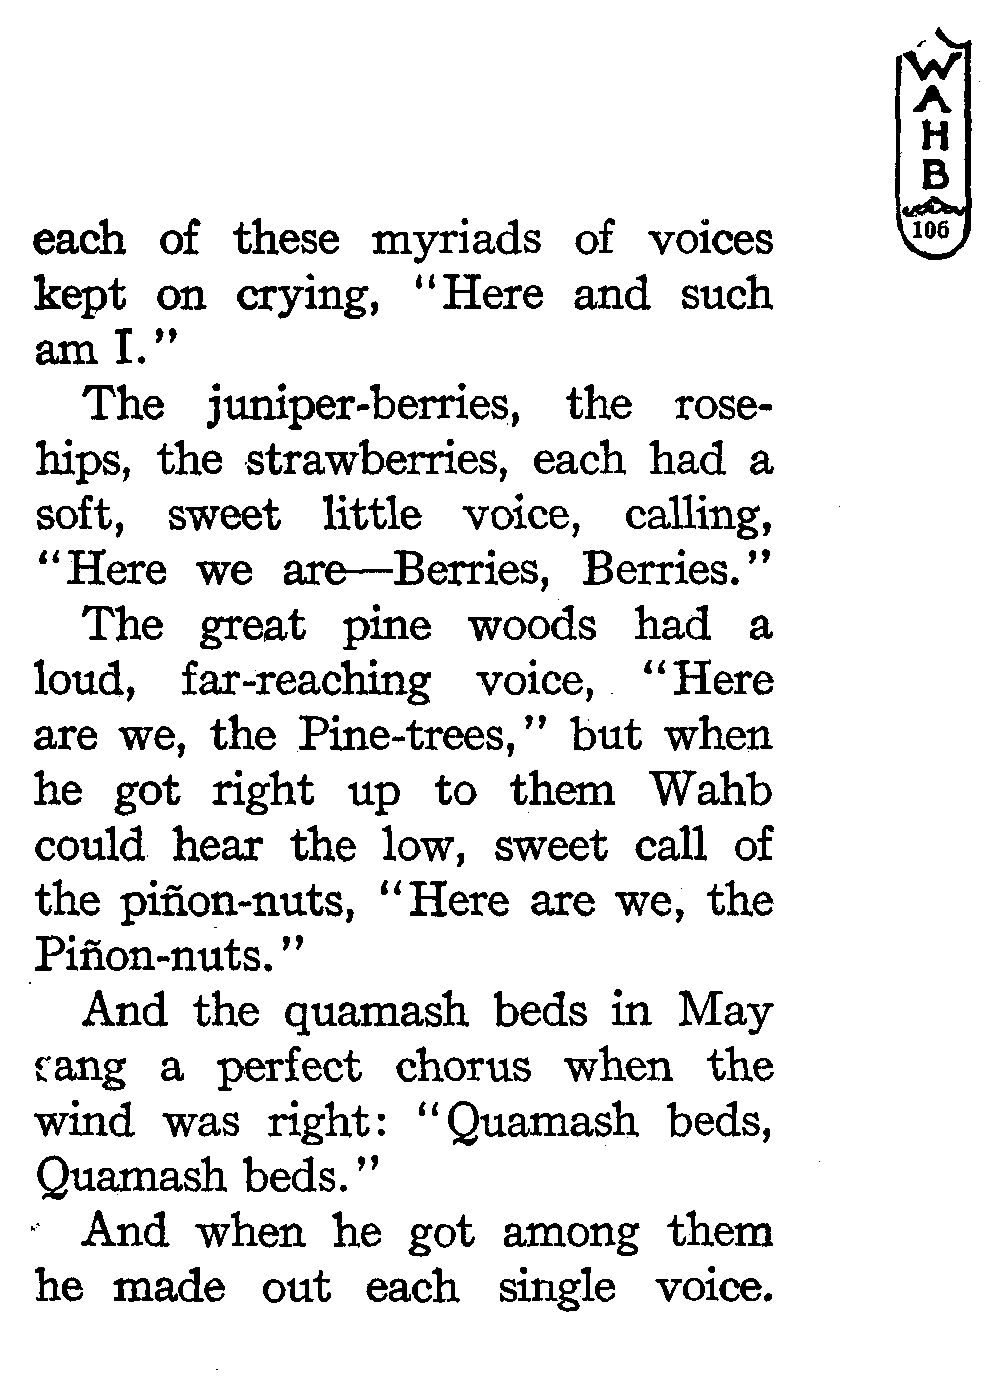 WAHB
106
each of these myriads of voices
kept on crying, "Here and such
am I."
The juniper-berries, the rose-
hips, the strawberries, each had a
soft, sweet little voice, calling,
"Here we are—Berries, Berries."
The great pine woods had a
loud, far-reaching voice, "Here
are we, the Pine-trees," but when
he got right up to them Wahb
could hear the low, sweet call of
the piñon-nuts, "Here are we, the
Piñon-nuts."
And the quamash beds in May
sang a perfect chorus when the
wind was right: "Quamash beds,
Quamash beds."
And when he got among them
he made out each single voice.